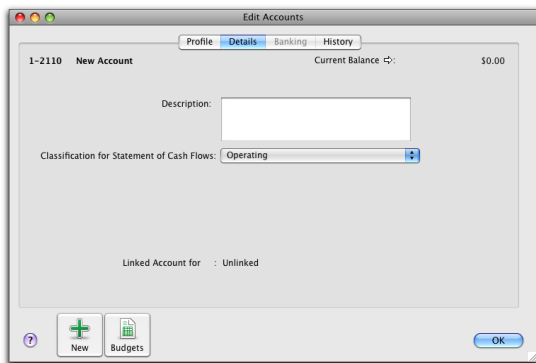 Edit Accounts
Profile Details Banking History
1-2110 New Account Current Balance ⇨: $0.00
Description:
Classification for Statement of Cash Flows: Operating
Linked Account for : Unlinked
? New Budgets OK